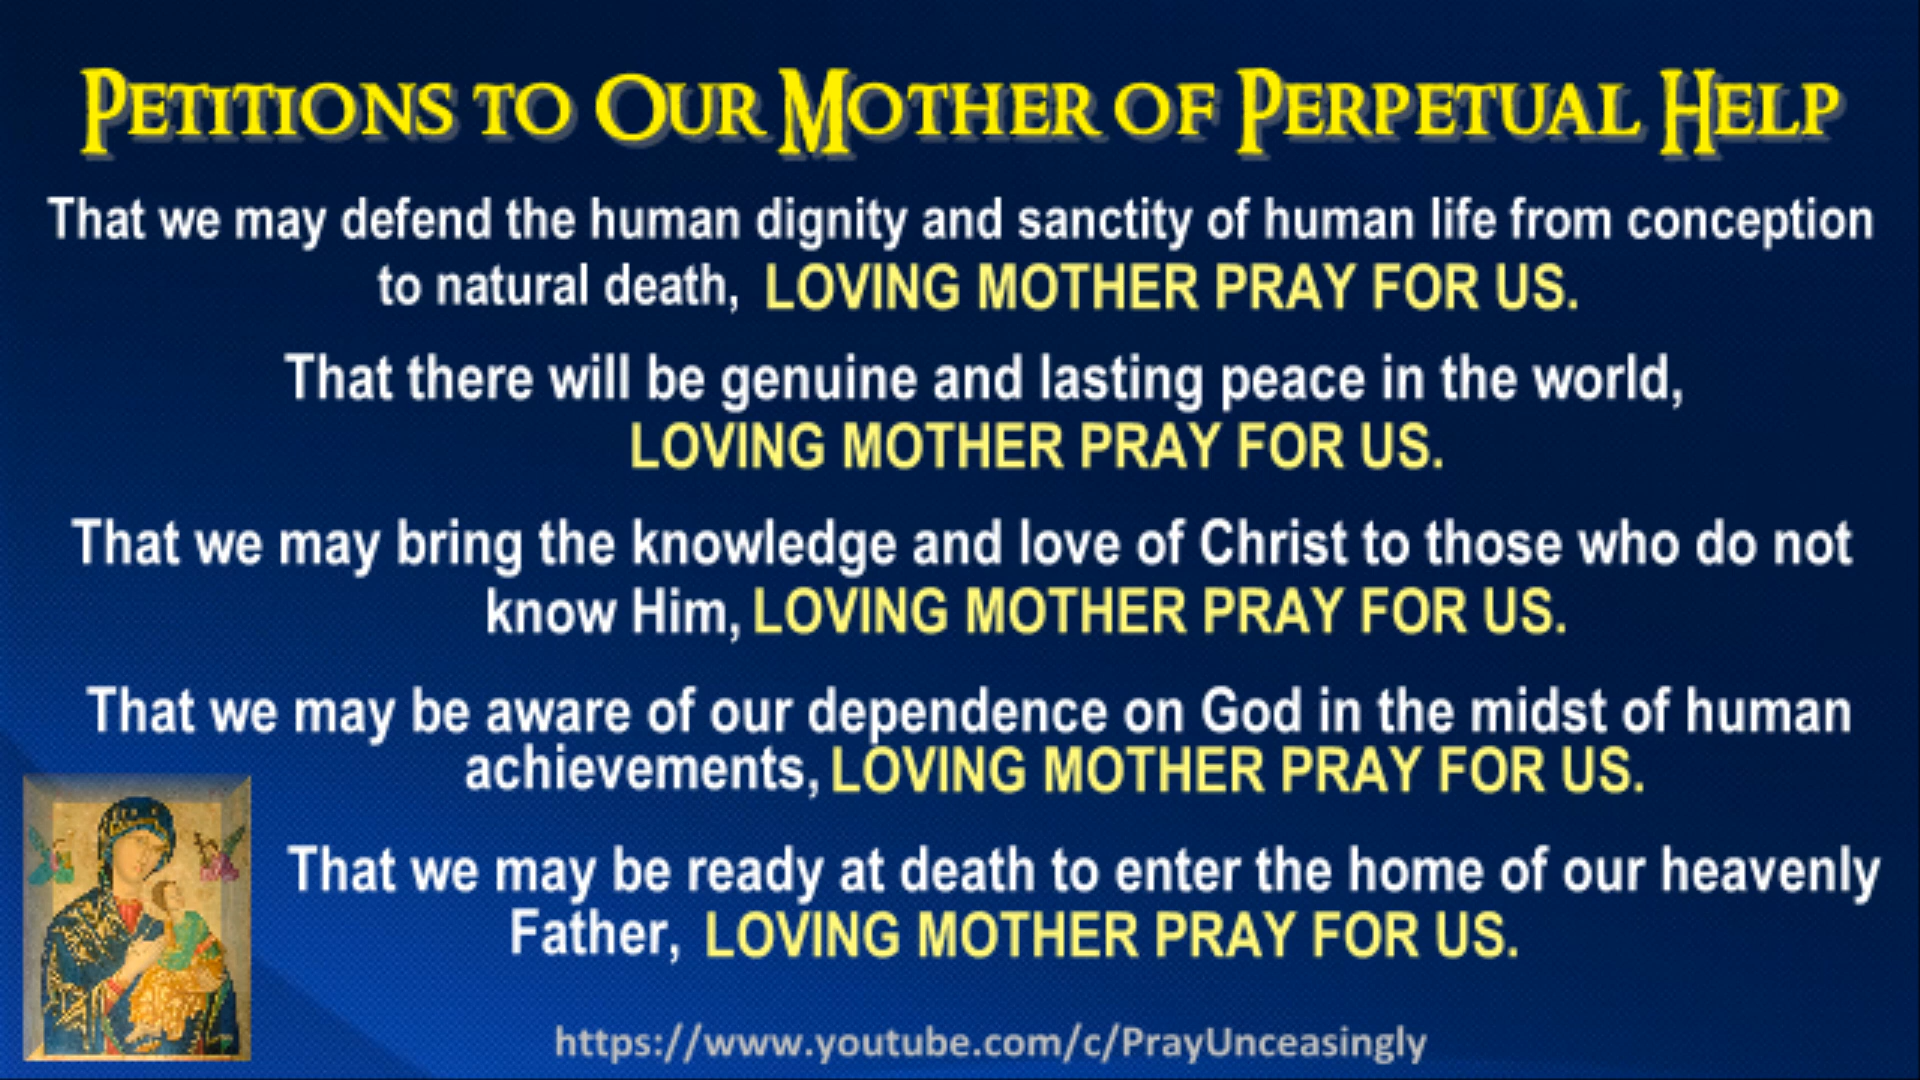 PETITIONS TO OUR MOTHER OF PERPETUAL HELP
That we may defend the human dignity and sanctity of human life from conception
to natural death, LOVING MOTHER PRAY FOR US.
That there will be genuine and lasting peace in the world,
LOVING MOTHER PRAY FOR US.
That we may bring the knowledge and love of Christ to those who do not
know Him, LOVING MOTHER PRAY FOR US.
That we may be aware of our dependence on God in the midst of human
achievements, LOVING MOTHER PRAY FOR US.
That we may be ready at death to enter the home of our heavenly
Father, LOVING MOTHER PRAY FOR US.
https://www.youtube.com/c/PrayUnceasingly